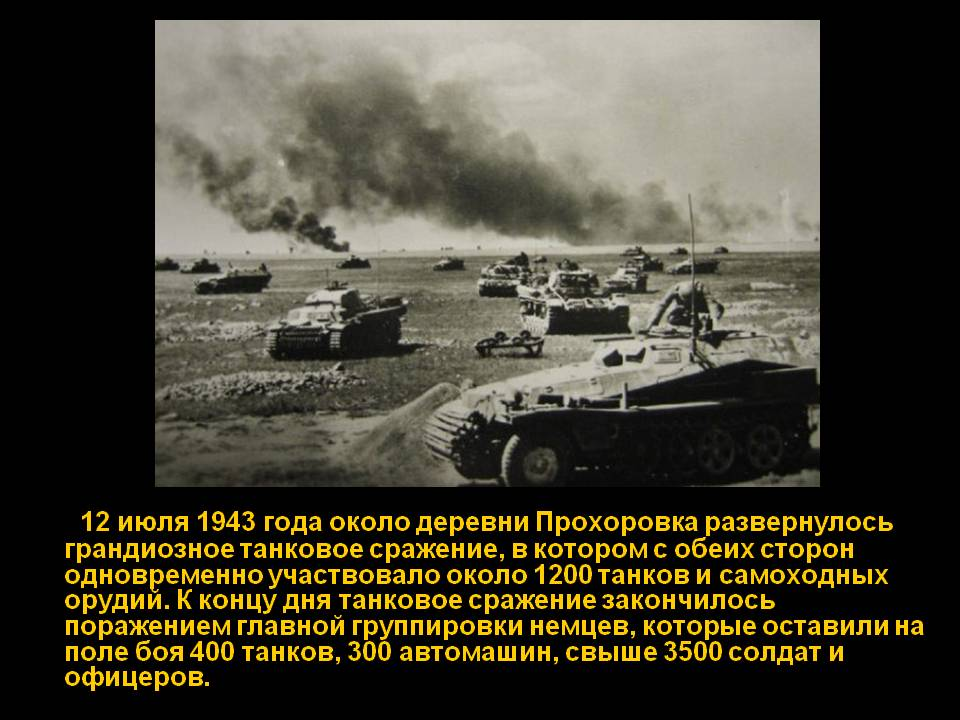 12 июля 1943 года около деревни Прохоровка развернулось
грандиозное танковое сражение, в котором с обеих сторон
одновременно участвовало около 1200 танков и самоходных
орудий. К концу дня танковое сражение закончилось
поражением главной группировки немцев, которые оставили на
поле боя 400 танков, 300 автомашин, свыше 3500 солдат и
офицеров.